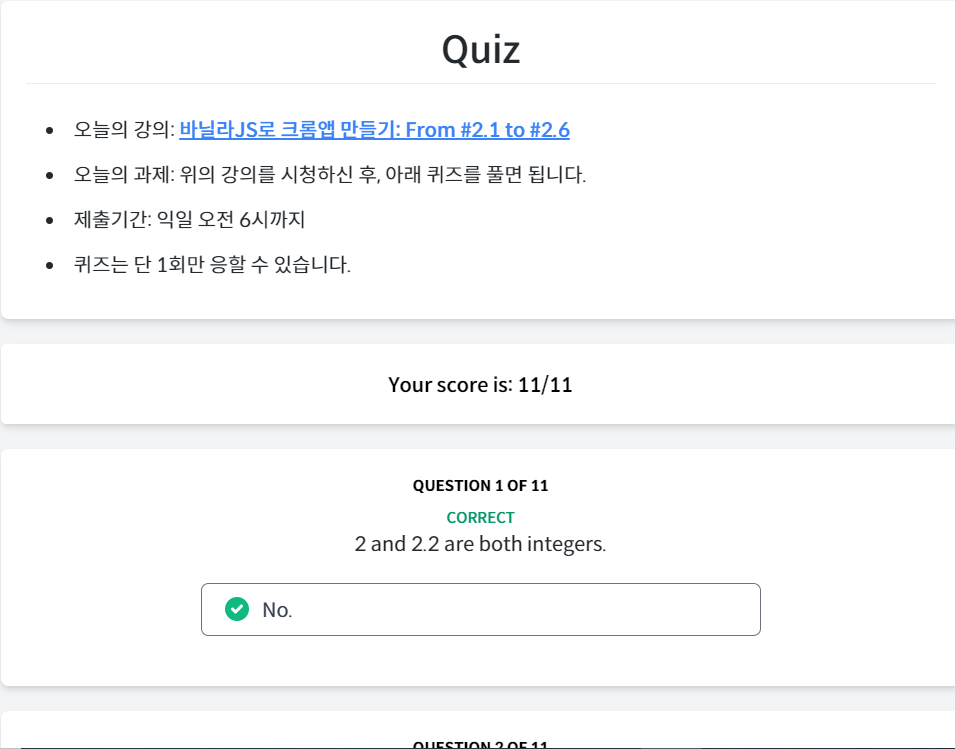 Quiz
오늘의 강의: 바닐라JS로 크롬앱 만들기: From #2.1 to #2.6
오늘의 과제: 위의 강의를 시청하신 후, 아래 퀴즈를 풀면 됩니다.
제출기간: 익일 오전 6시까지
퀴즈는 단 1회만 응할 수 있습니다.
Your score is: 11/11
QUESTION 1 OF 11
CORRECT
2 and 2.2 are both integers.
No.
QUESTION 2 OF 11